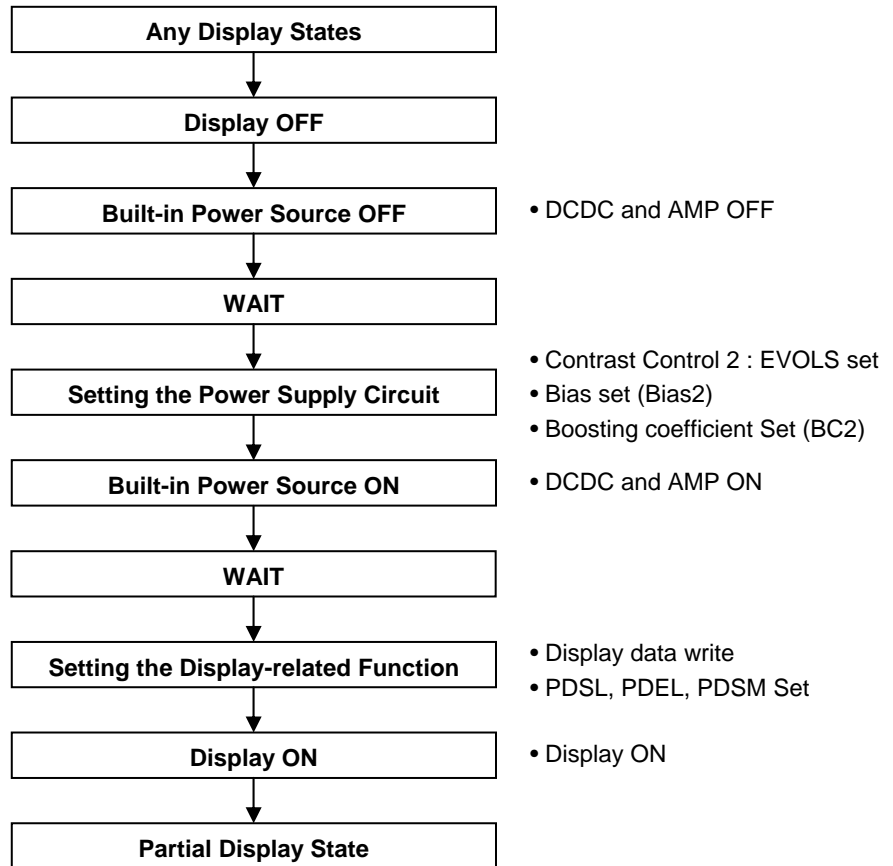 Any Display States
Display OFF
Built-in Power Source OFF
• DCDC and AMP OFF
WAIT
Setting the Power Supply Circuit
• Contrast Control 2 : EVOLS set
• Bias set (Bias2)
• Boosting coefficient Set (BC2)
Built-in Power Source ON
• DCDC and AMP ON
WAIT
Setting the Display-related Function
• Display data write
• PDSL, PDEL, PDSM Set
Display ON
• Display ON
Partial Display State